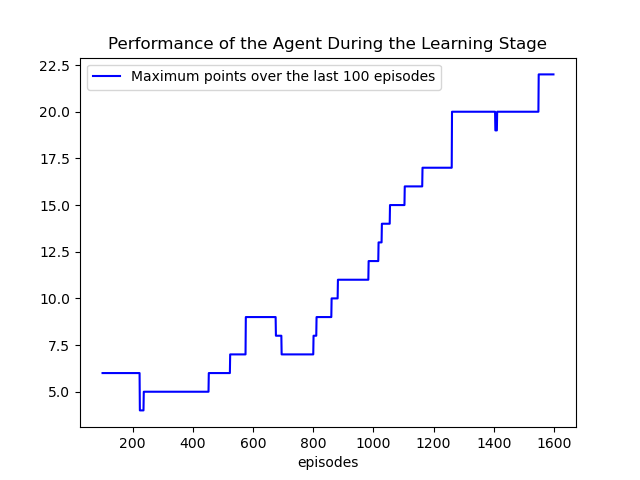 Performance of the Agent During the Learning Stage
Maximum points over the last 100 episodes
22.5
20.0
17.5
15.0
12.5
10.0
7.5
5.0
200 400 600 800 1000 1200 1400 1600
episodes